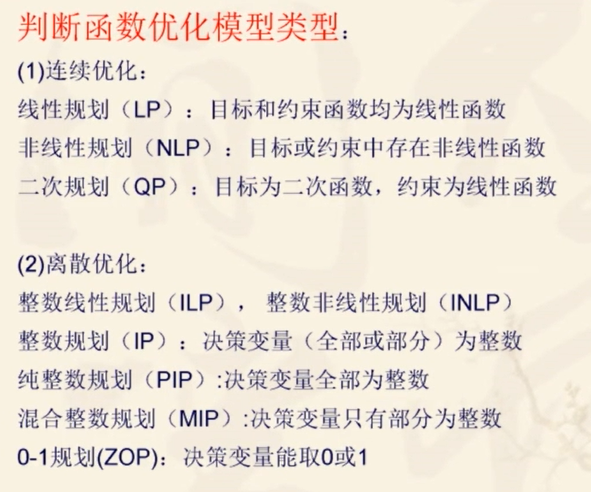 判断函数优化模型类型：
(1)连续优化：
线性规划（LP）：目标和约束函数均为线性函数
非线性规划（NLP）：目标或约束中存在非线性函数
二次规划（QP）：目标为二次函数，约束为线性函数
(2)离散优化：
整数线性规划（ILP）， 整数非线性规划（INLP）
整数规划（IP）：决策变量（全部或部分）为整数
纯整数规划（PIP）:决策变量全部为整数
混合整数规划（MIP）:决策变量只有部分为整数
0-1规划(ZOP)：决策变量能取0或1